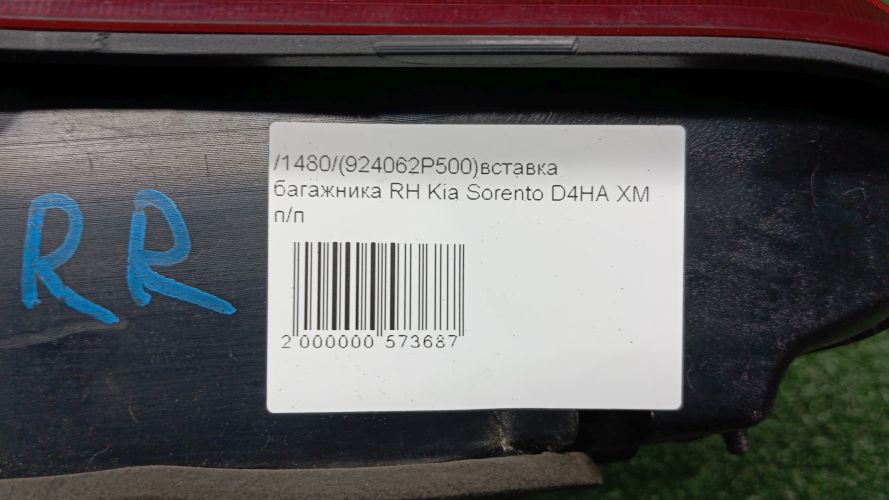 /1480/(924062P500)вставка
багажника RH Kia Sorento D4HA XM
п/п
2 000000 573687
RR